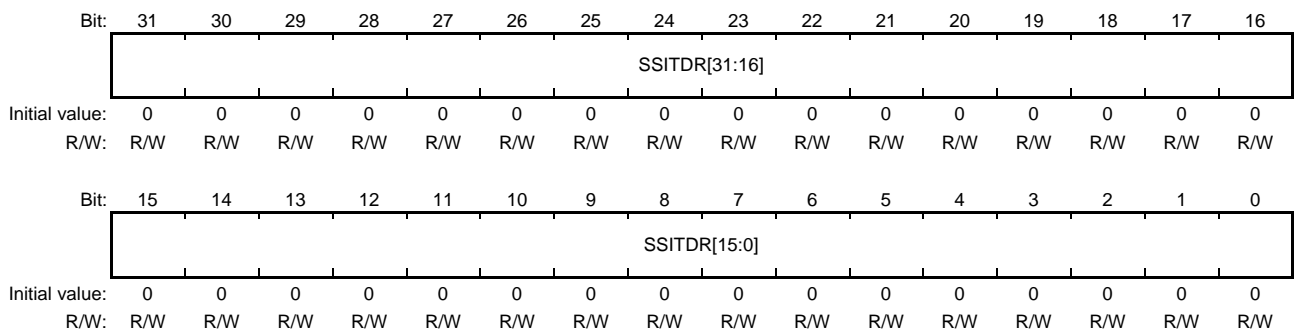 Bit: 31 30 29 28 27 26 25 24 23 22 21 20 19 18 17 16
SSITDR[31:16]
Initial value: 0 0 0 0 0 0 0 0 0 0 0 0 0 0 0 0
R/W: R/W R/W R/W R/W R/W R/W R/W R/W R/W R/W R/W R/W R/W R/W R/W R/W
Bit: 15 14 13 12 11 10 9 8 7 6 5 4 3 2 1 0
SSITDR[15:0]
Initial value: 0 0 0 0 0 0 0 0 0 0 0 0 0 0 0 0
R/W: R/W R/W R/W R/W R/W R/W R/W R/W R/W R/W R/W R/W R/W R/W R/W R/W